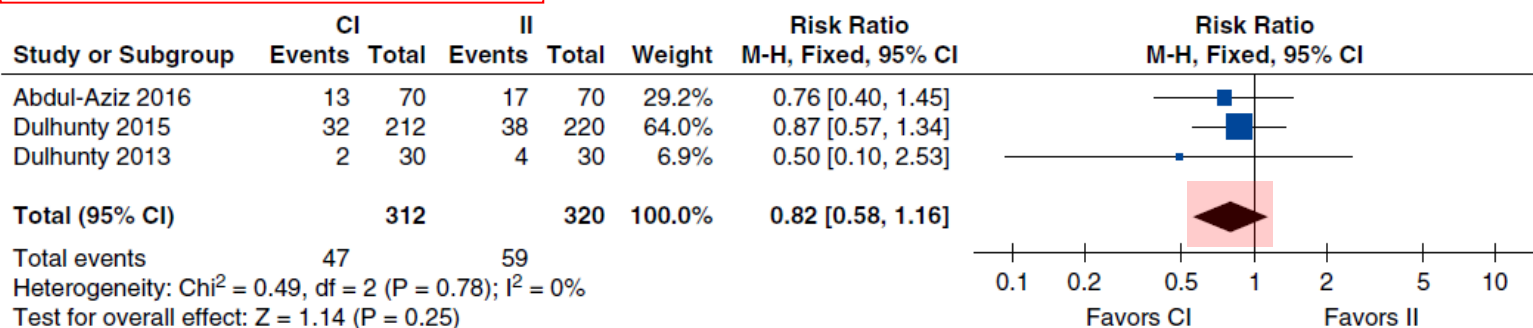 CI II Risk Ratio Risk Ratio
Study or Subgroup Events Total Events Total Weight M-H, Fixed, 95% CI M-H, Fixed, 95% CI
Abdul-Aziz 2016 13 70 17 70 29.2% 0.76 [0.40, 1.45]
Dulhunty 2015 32 212 38 220 64.0% 0.87 [0.57, 1.34]
Dulhunty 2013 2 30 4 30 6.9% 0.50 [0.10, 2.53]
Total (95% CI) 312 320 100.0% 0.82 [0.58, 1.16]
Total events 47 59
Heterogeneity: Chi² = 0.49, df = 2 (P = 0.78); I² = 0%
Test for overall effect: Z = 1.14 (P = 0.25)
0.1 0.2 0.5 1 2 5 10
Favors CI Favors II